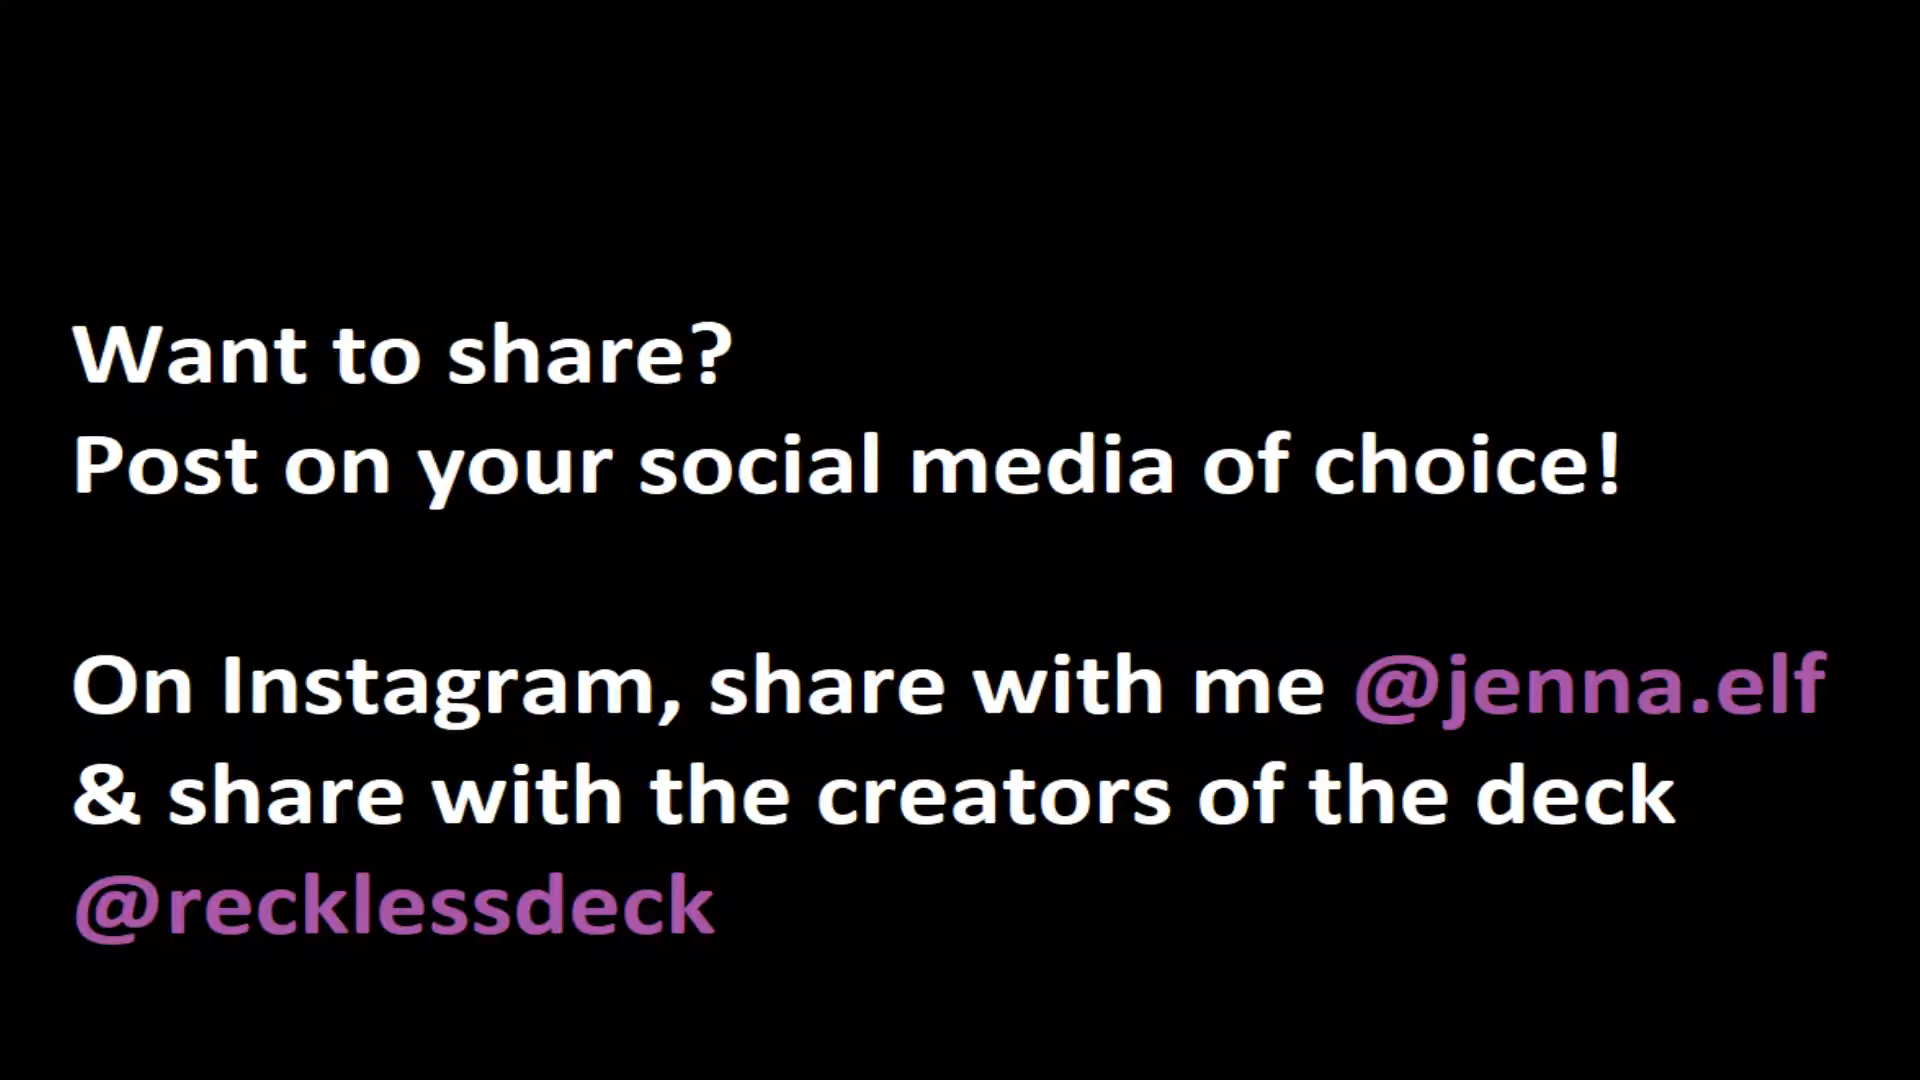 Want to share?
Post on your social media of choice!
On Instagram, share with me @jenna.elf
& share with the creators of the deck
@recklessdeck